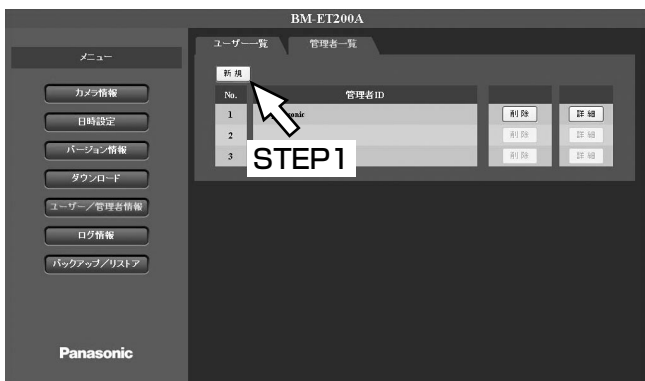 BM-ET200A
メニュー
カメラ情報
日時設定
バージョン情報
ダウンロード
ユーザー／管理者情報
ログ情報
バックアップ／リストア
Panasonic
ユーザー一覧 管理者一覧
新規
No. 管理者ID
1 削除 詳細
2 削除 詳細
3 削除 詳細
STEP1